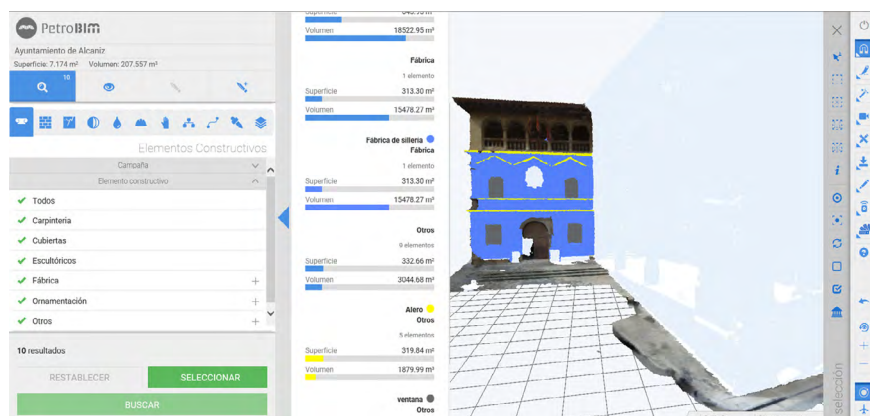 PetroBIM
Ayuntamiento de Alcaniz
Superficie: 7.174 m² Volumen: 207.557 m³
10
Elementos Constructivos
Campaña
Elemento constructivo
Todos
Carpinteria
Cubiertas
Escultóricos
Fábrica
Ornamentación
Otros
10 resultados
RESTABLECER
SELECCIONAR
BUSCAR
Superficie
Volumen 18522.95 m³
Fábrica
1 elemento
Superficie 313.30 m²
Volumen 15478.27 m³
Fábrica de sillería
Fábrica
1 elemento
Superficie 313.30 m²
Volumen 15478.27 m³
Otros
9 elementos
Superficie 332.66 m²
Volumen 3044.68 m³
Alero
Otros
5 elementos
Superficie 319.84 m²
Volumen 1879.99 m³
ventana
Otros
selección